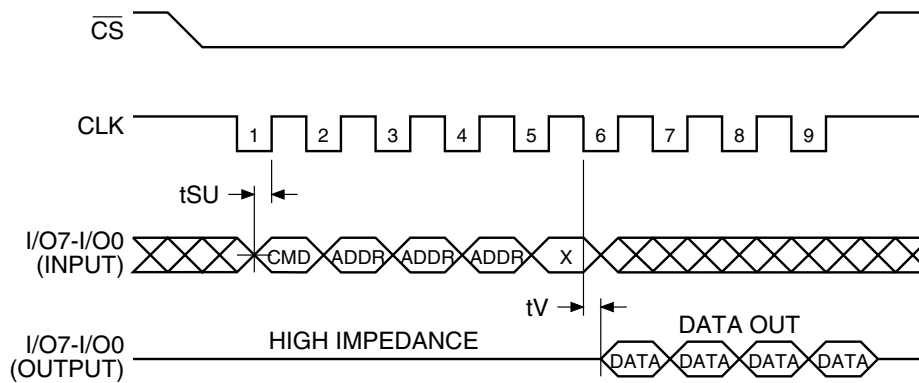 CS
CLK
1 2 3 4 5 6 7 8 9
tSU
I/O7-I/O0
(INPUT)
CMD ADDR ADDR ADDR X
tV
I/O7-I/O0
(OUTPUT)
HIGH IMPEDANCE
DATA OUT
DATA DATA DATA DATA